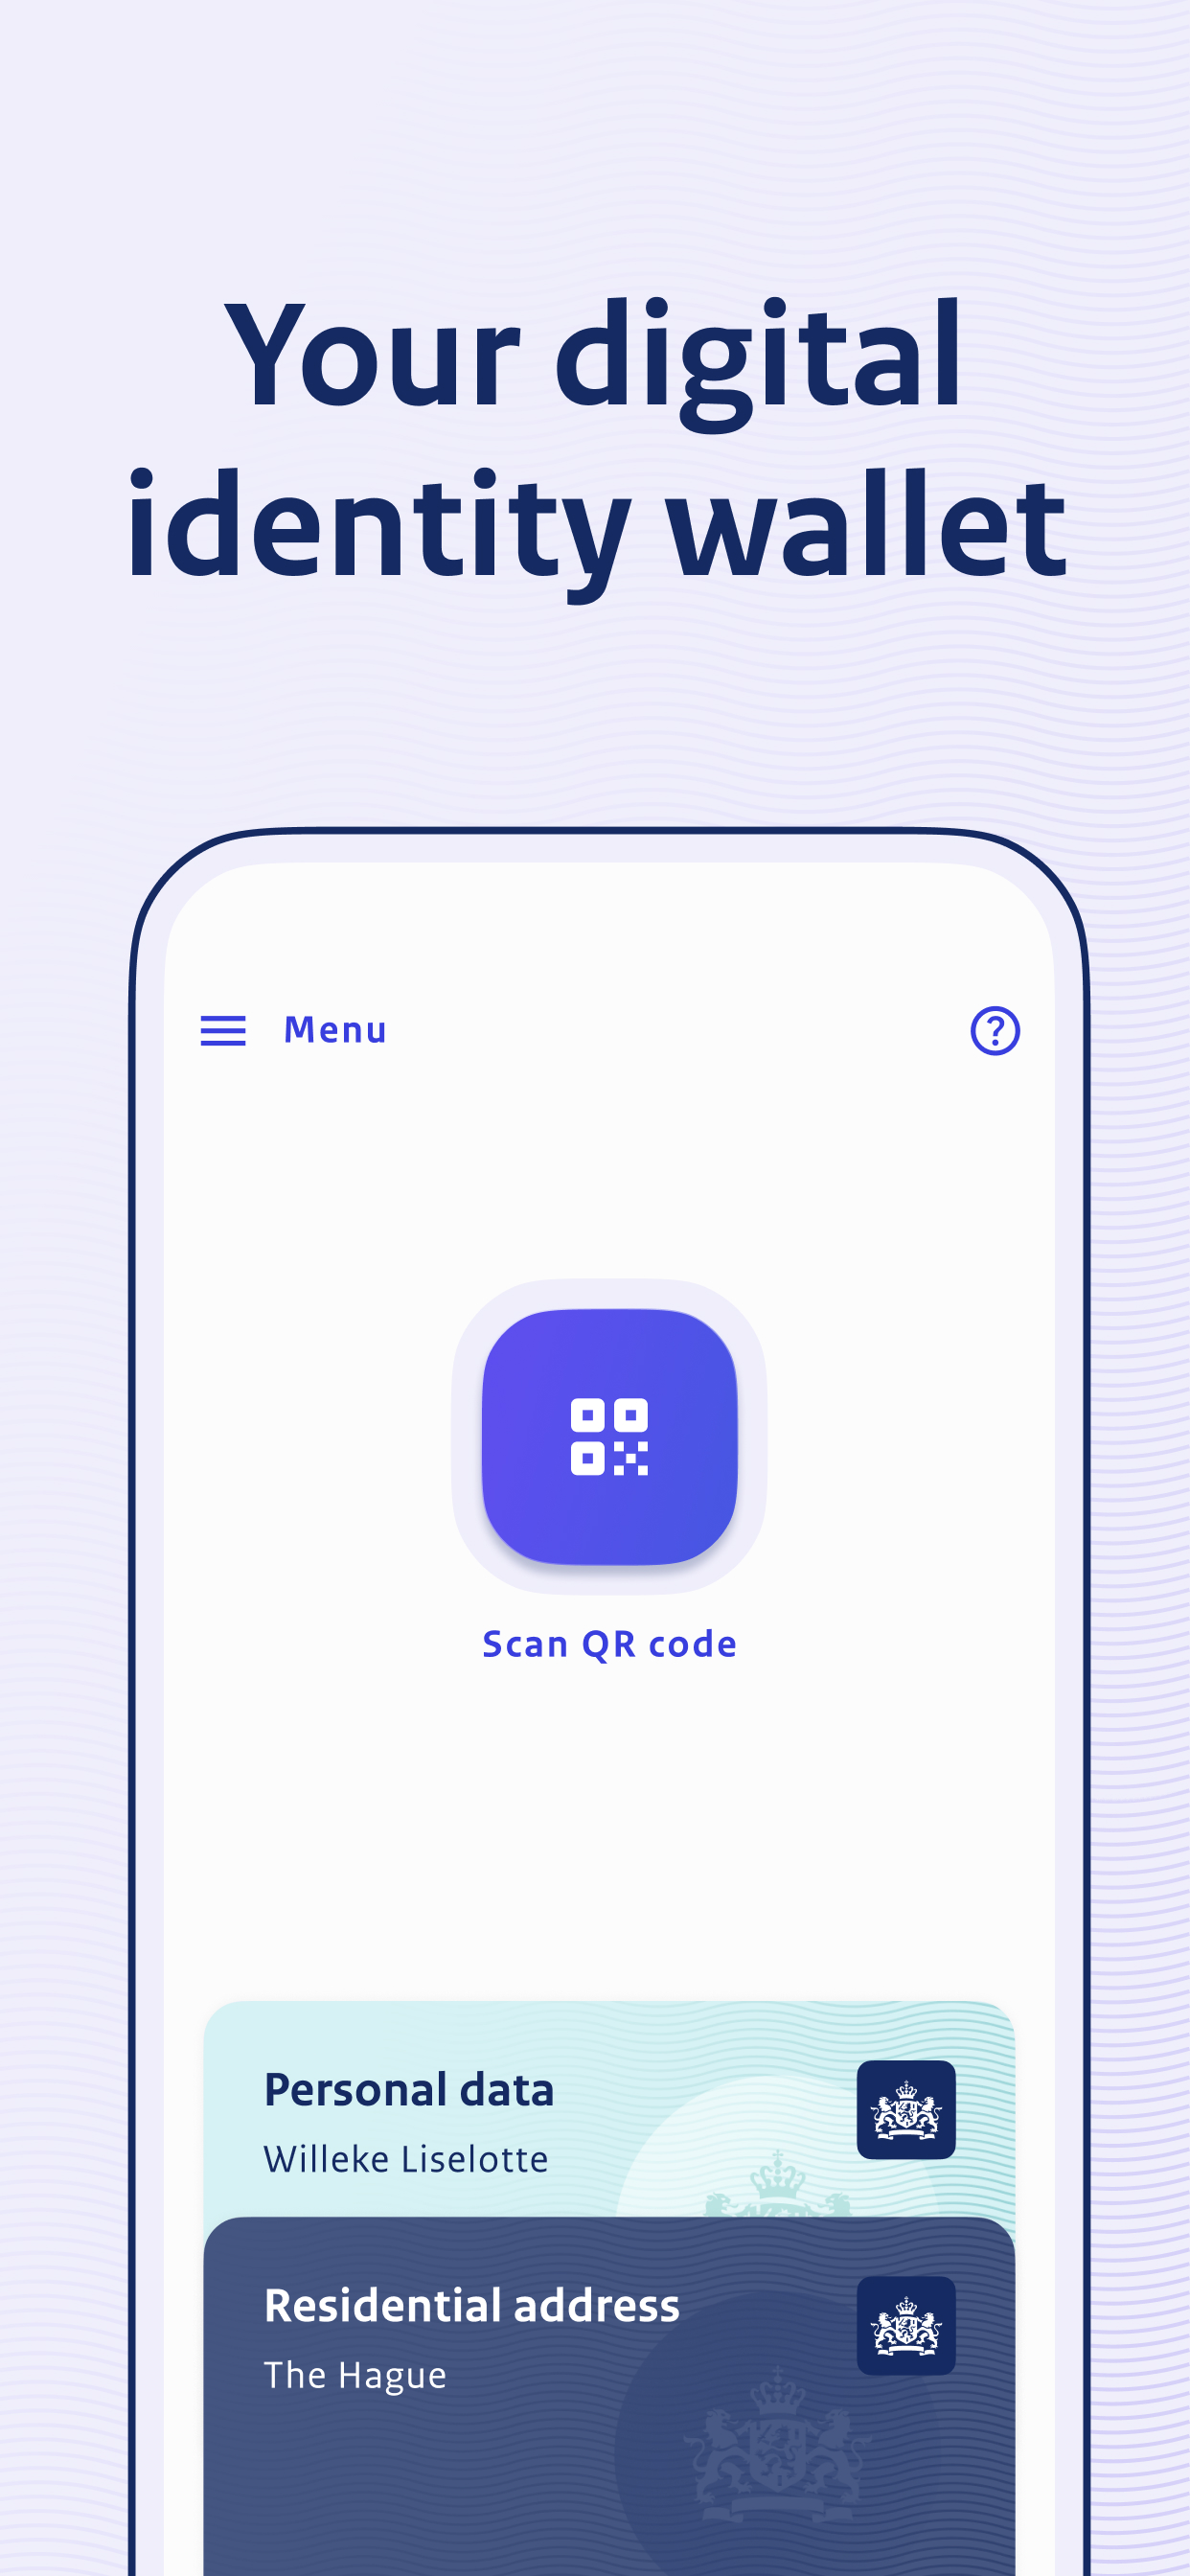 Your digital
identity wallet
Menu
Scan QR code
Personal data
Willeke Liselotte
Residential address
The Hague